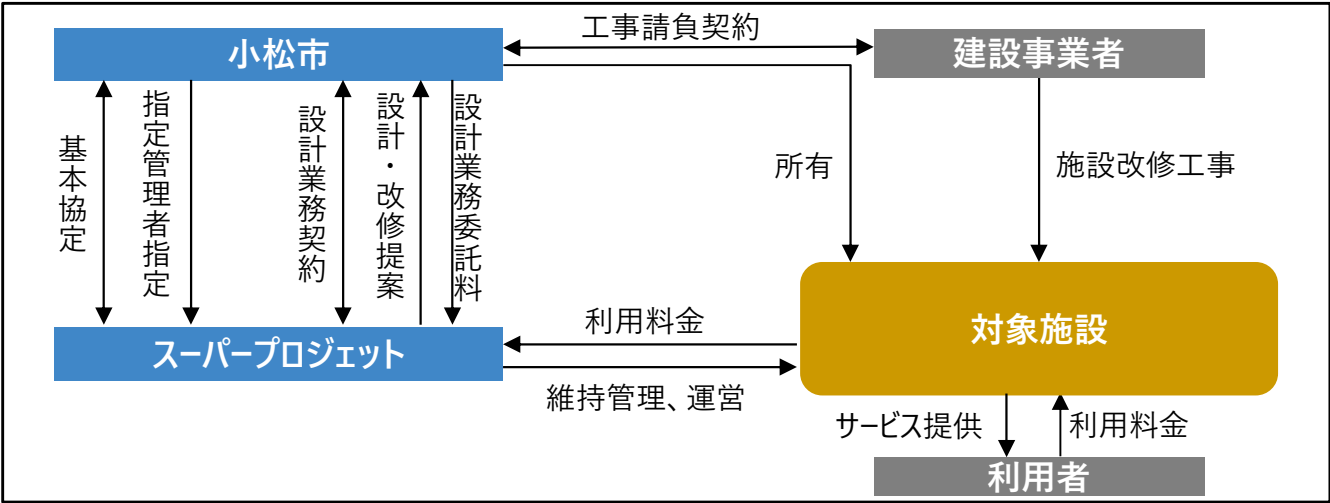 工事請負契約
小松市
建設事業者
基本協定
指定管理者指定
設計業務契約
設計・改修提案
設計業務委託料
所有
施設改修工事
スーパープロジェット
利用料金
維持管理、運営
対象施設
サービス提供
利用料金
利用者